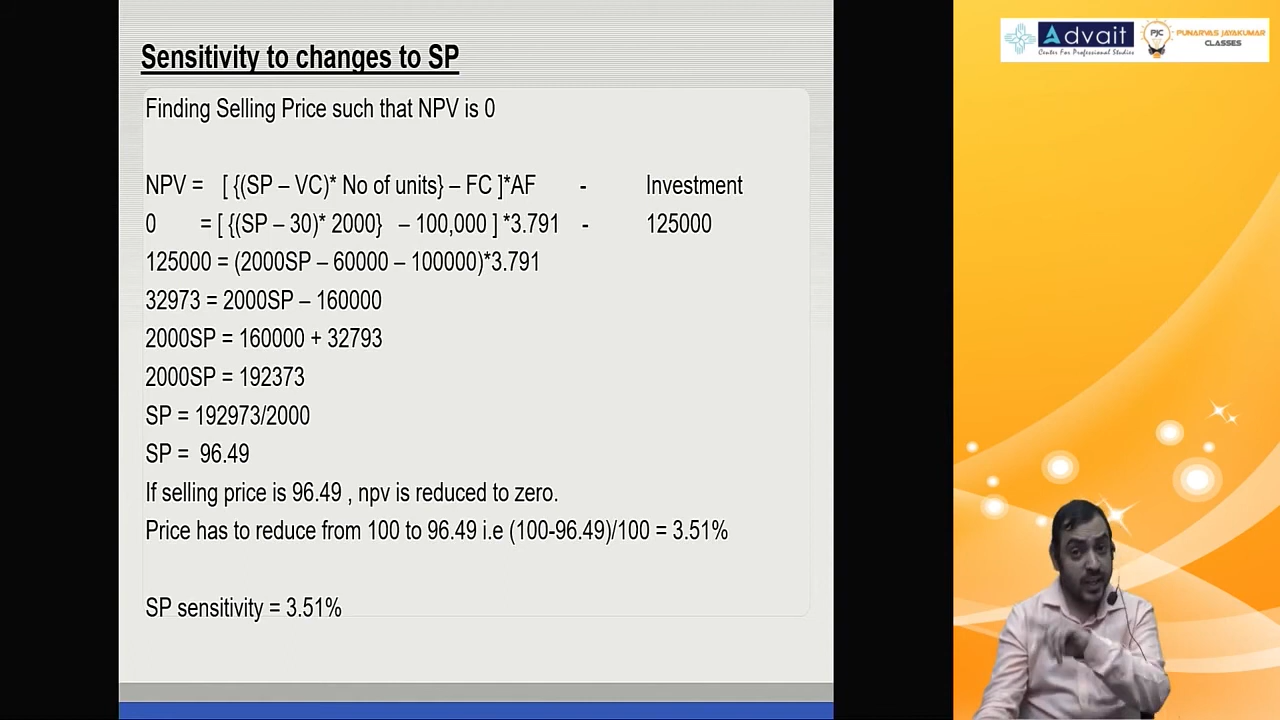 Sensitivity to changes to SP
Finding Selling Price such that NPV is 0
NPV = [ {(SP – VC)* No of units} – FC ]*AF - Investment
0 = [ {(SP – 30)* 2000} – 100,000 ] *3.791 - 125000
125000 = (2000SP – 60000 – 100000)*3.791
32973 = 2000SP – 160000
2000SP = 160000 + 32793
2000SP = 192373
SP = 192973/2000
SP = 96.49
If selling price is 96.49 , npv is reduced to zero.
Price has to reduce from 100 to 96.49 i.e (100-96.49)/100 = 3.51%
SP sensitivity = 3.51%
Advait
Center For Professional Studies
PJC
PUNARVAS JAYAKUMAR
CLASSES